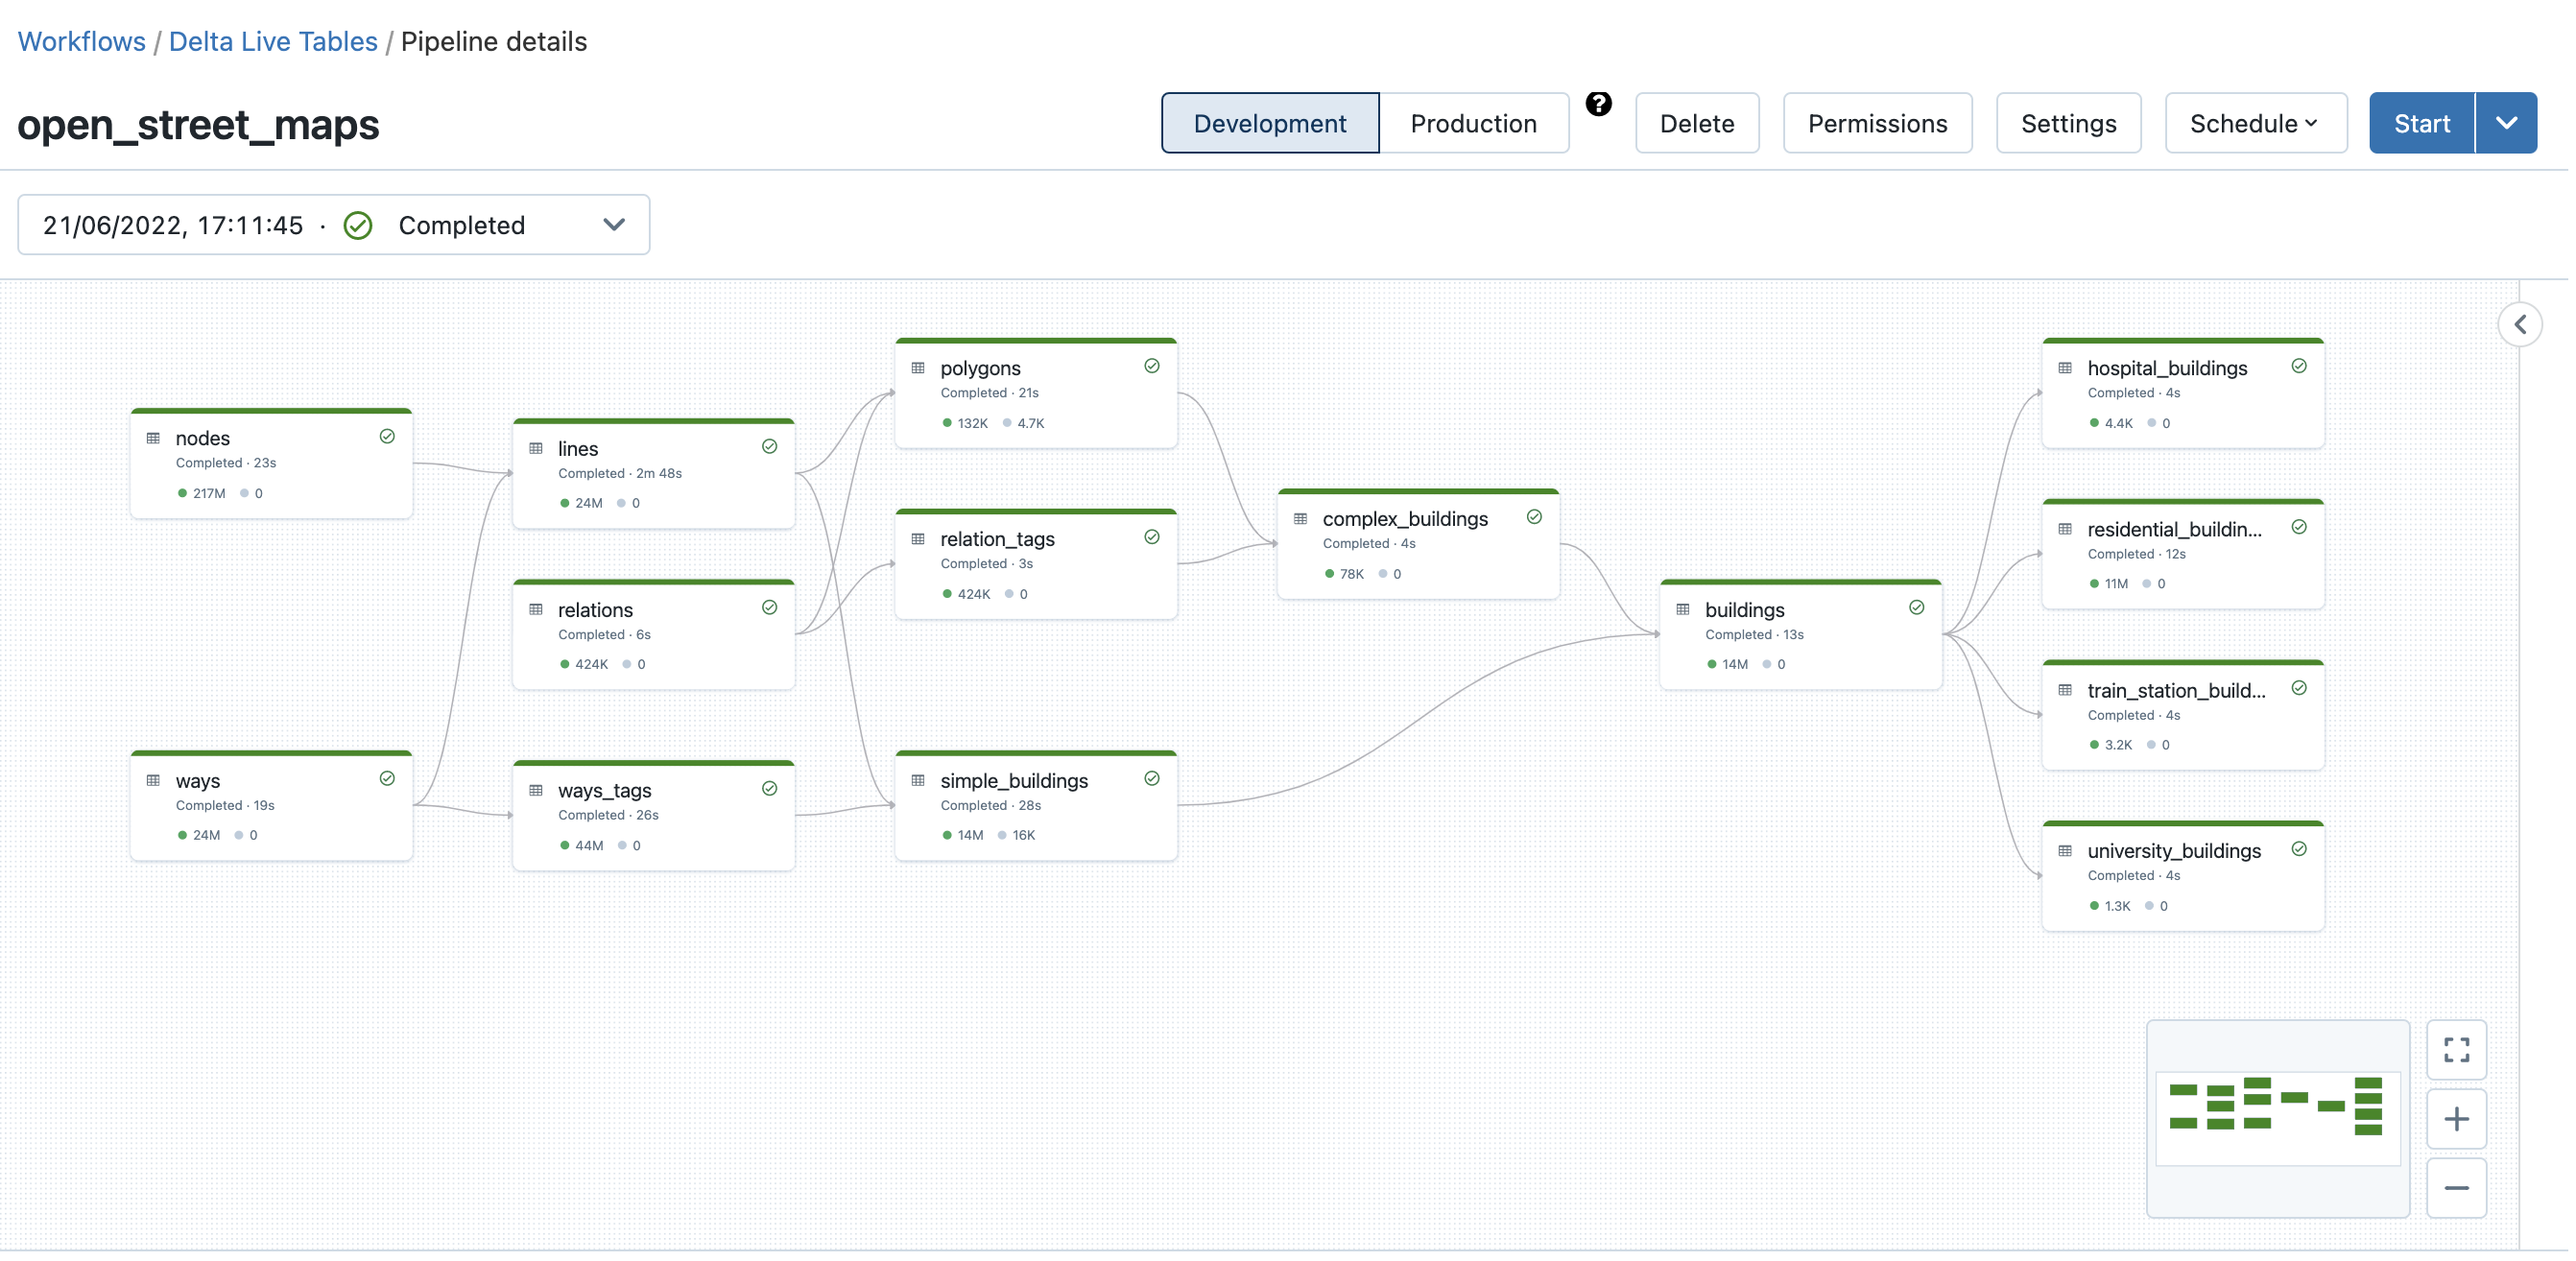 Workflows / Delta Live Tables / Pipeline details
open_street_maps
Development
Production
?
Delete
Permissions
Settings
Schedule
Start
21/06/2022, 17:11:45 · Completed
nodes
Completed · 23s
217M 0
ways
Completed · 19s
24M 0
lines
Completed · 2m 48s
24M 0
relations
Completed · 6s
424K 0
ways_tags
Completed · 26s
44M 0
polygons
Completed · 21s
132K 4.7K
relation_tags
Completed · 3s
424K 0
simple_buildings
Completed · 28s
14M 16K
complex_buildings
Completed · 4s
78K 0
buildings
Completed · 13s
14M 0
hospital_buildings
Completed · 4s
4.4K 0
residential_buildin...
Completed · 12s
11M 0
train_station_build...
Completed · 4s
3.2K 0
university_buildings
Completed · 4s
1.3K 0